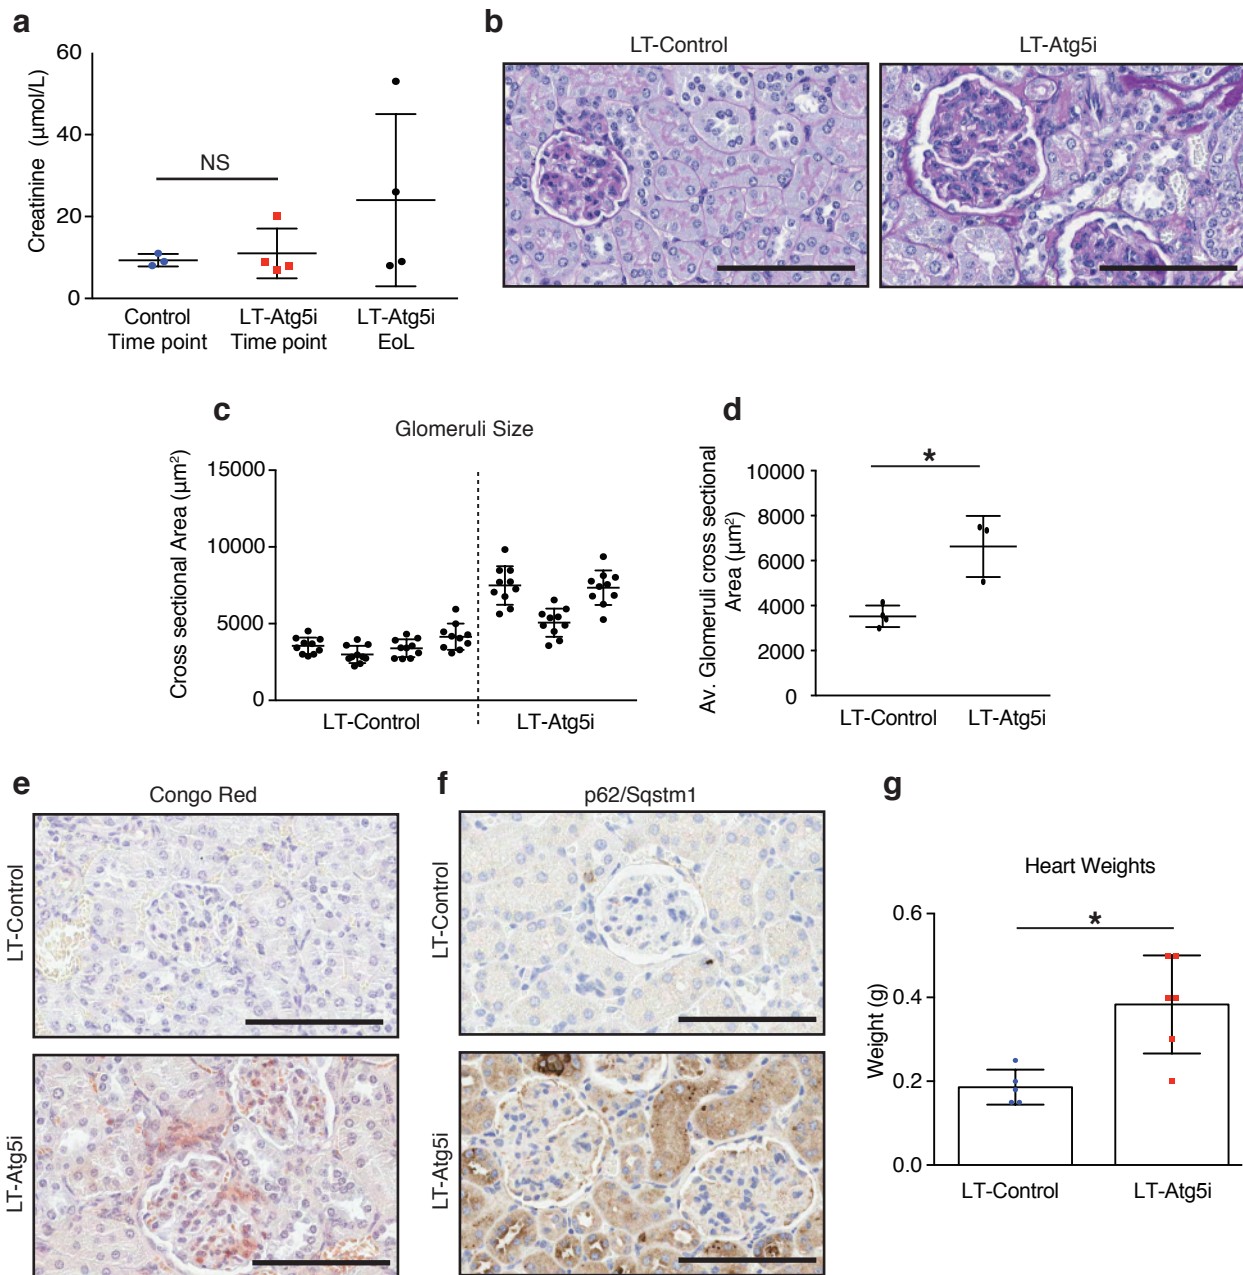 a
Creatinine (μmol/L)
60
40
20
0
NS
Control
Time point
LT-Atg5i
Time point
LT-Atg5i
EoL
b
LT-Control
LT-Atg5i
c
Glomeruli Size
Cross sectional Area (μm²)
15000
10000
5000
0
LT-Control
LT-Atg5i
d
Av. Glomeruli cross sectional
Area (μm²)
10000
8000
6000
4000
2000
0
*
LT-Control
LT-Atg5i
e
Congo Red
LT-Control
LT-Atg5i
f
p62/Sqstm1
LT-Control
LT-Atg5i
g
Heart Weights
Weight (g)
0.6
0.4
0.2
0.0
*
LT-Control
LT-Atg5i